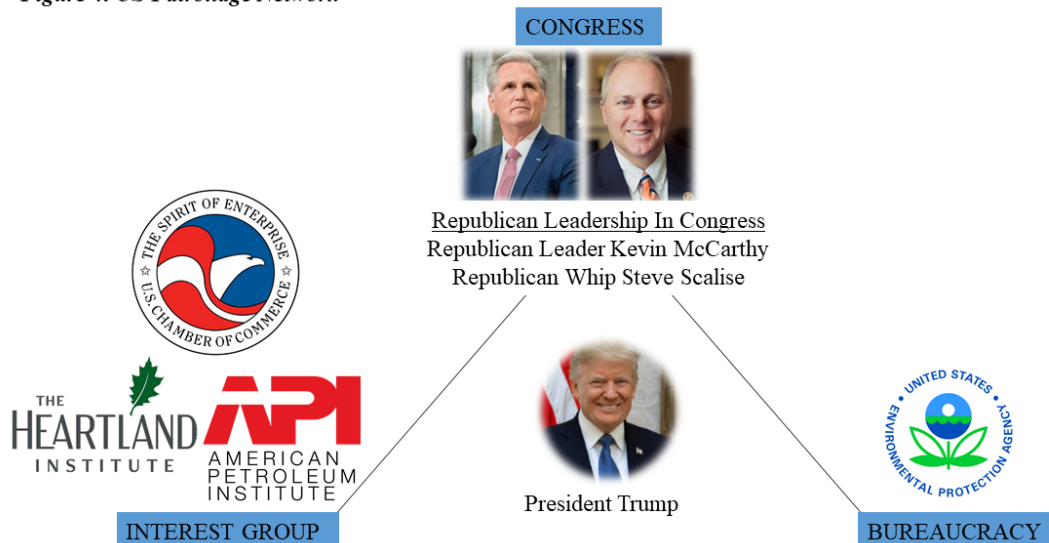 CONGRESS
Republican Leadership In Congress
Republican Leader Kevin McCarthy
Republican Whip Steve Scalise
THE SPIRIT OF ENTERPRISE
U.S. CHAMBER OF COMMERCE
THE
HEARTLAND
INSTITUTE
API
AMERICAN
PETROLEUM
INSTITUTE
President Trump
UNITED STATES
ENVIRONMENTAL PROTECTION AGENCY
INTEREST GROUP
BUREAUCRACY